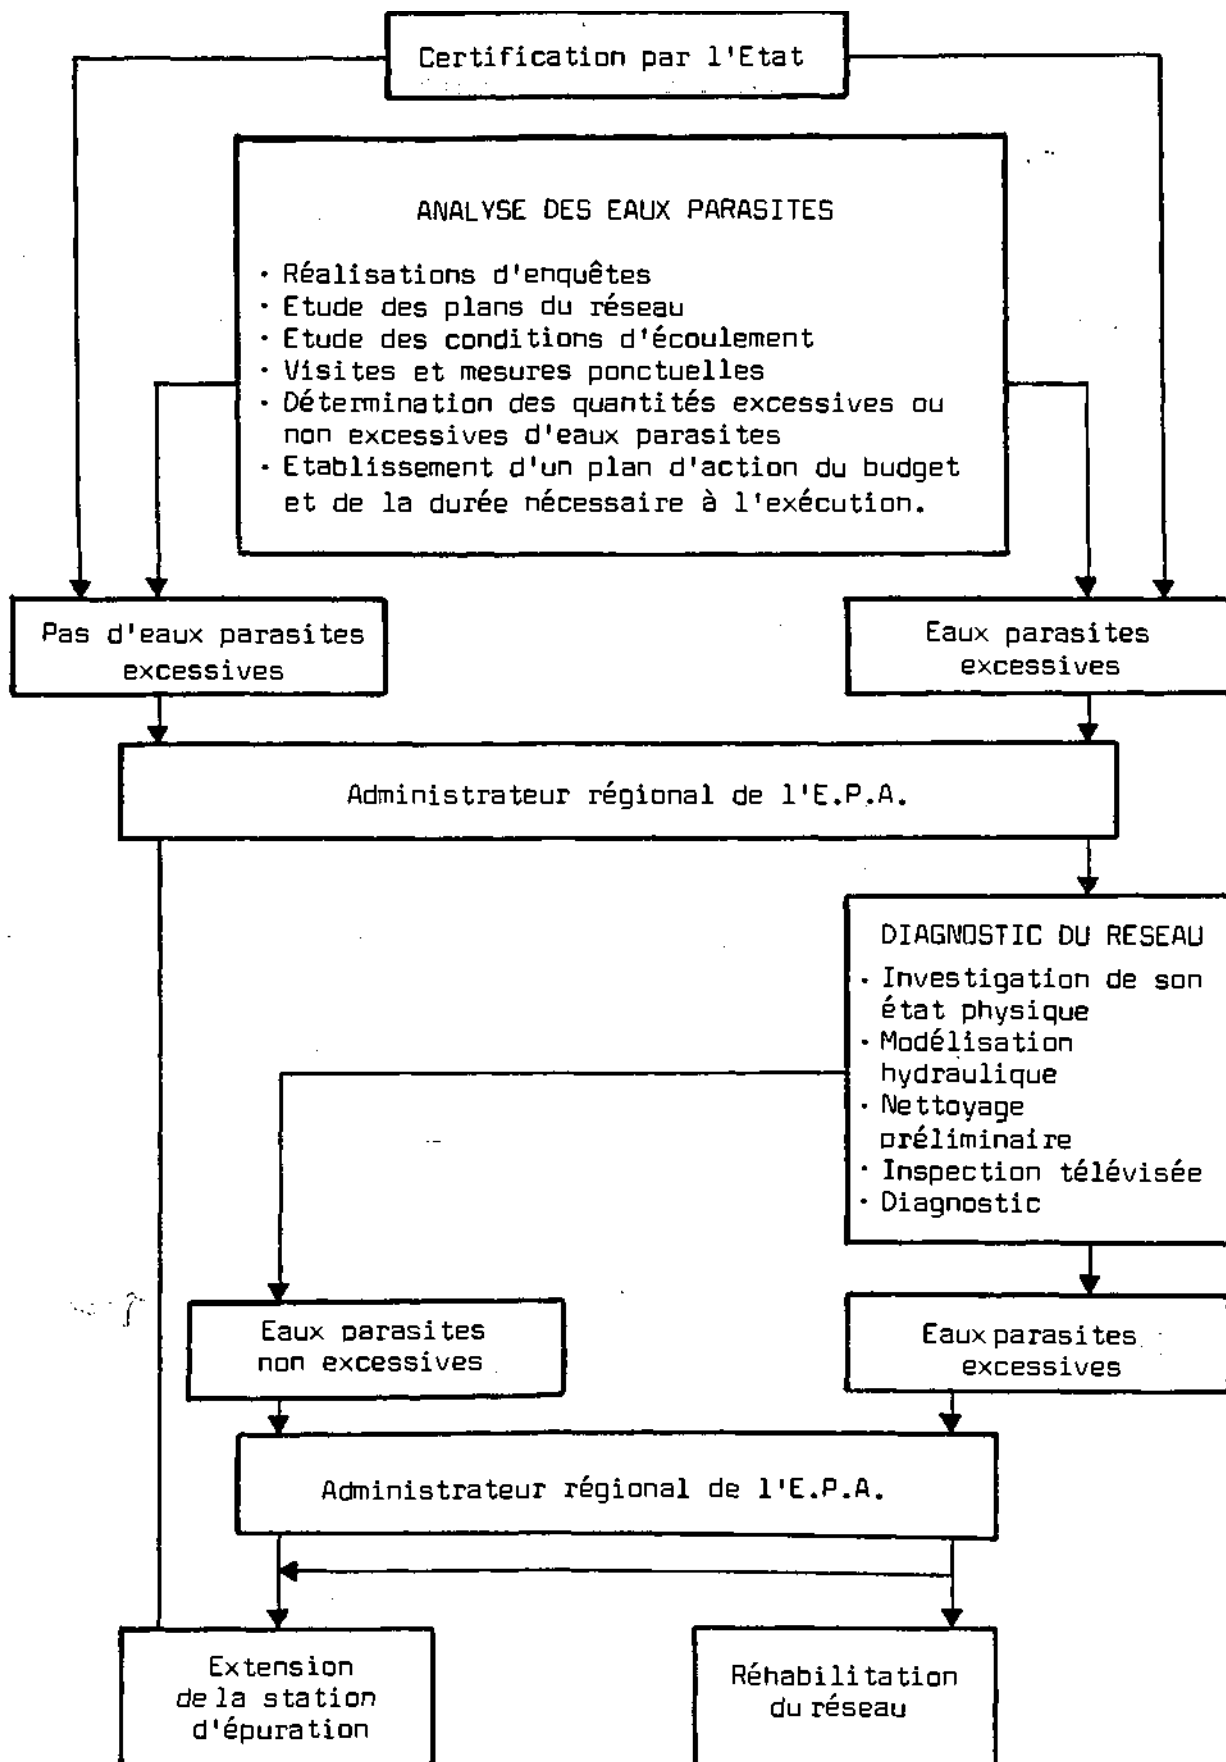 Certification par l'Etat
ANALYSE DES EAUX PARASITES
· Réalisations d'enquêtes
· Etude des plans du réseau
· Etude des conditions d'écoulement
· Visites et mesures ponctuelles
· Détermination des quantités excessives ou
non excessives d'eaux parasites
· Etablissement d'un plan d'action du budget
et de la durée nécessaire à l'exécution.
Pas d'eaux parasites
excessives
Eaux parasites
excessives
Administrateur régional de l'E.P.A.
DIAGNOSTIC DU RESEAU
· Investigation de son
état physique
· Modélisation
hydraulique
· Nettoyage
préliminaire
· Inspection télévisée
· Diagnostic
Eaux parasites
non excessives
Eaux parasites
excessives
Administrateur régional de l'E.P.A.
Extension
de la station
d'épuration
Réhabilitation
du réseau